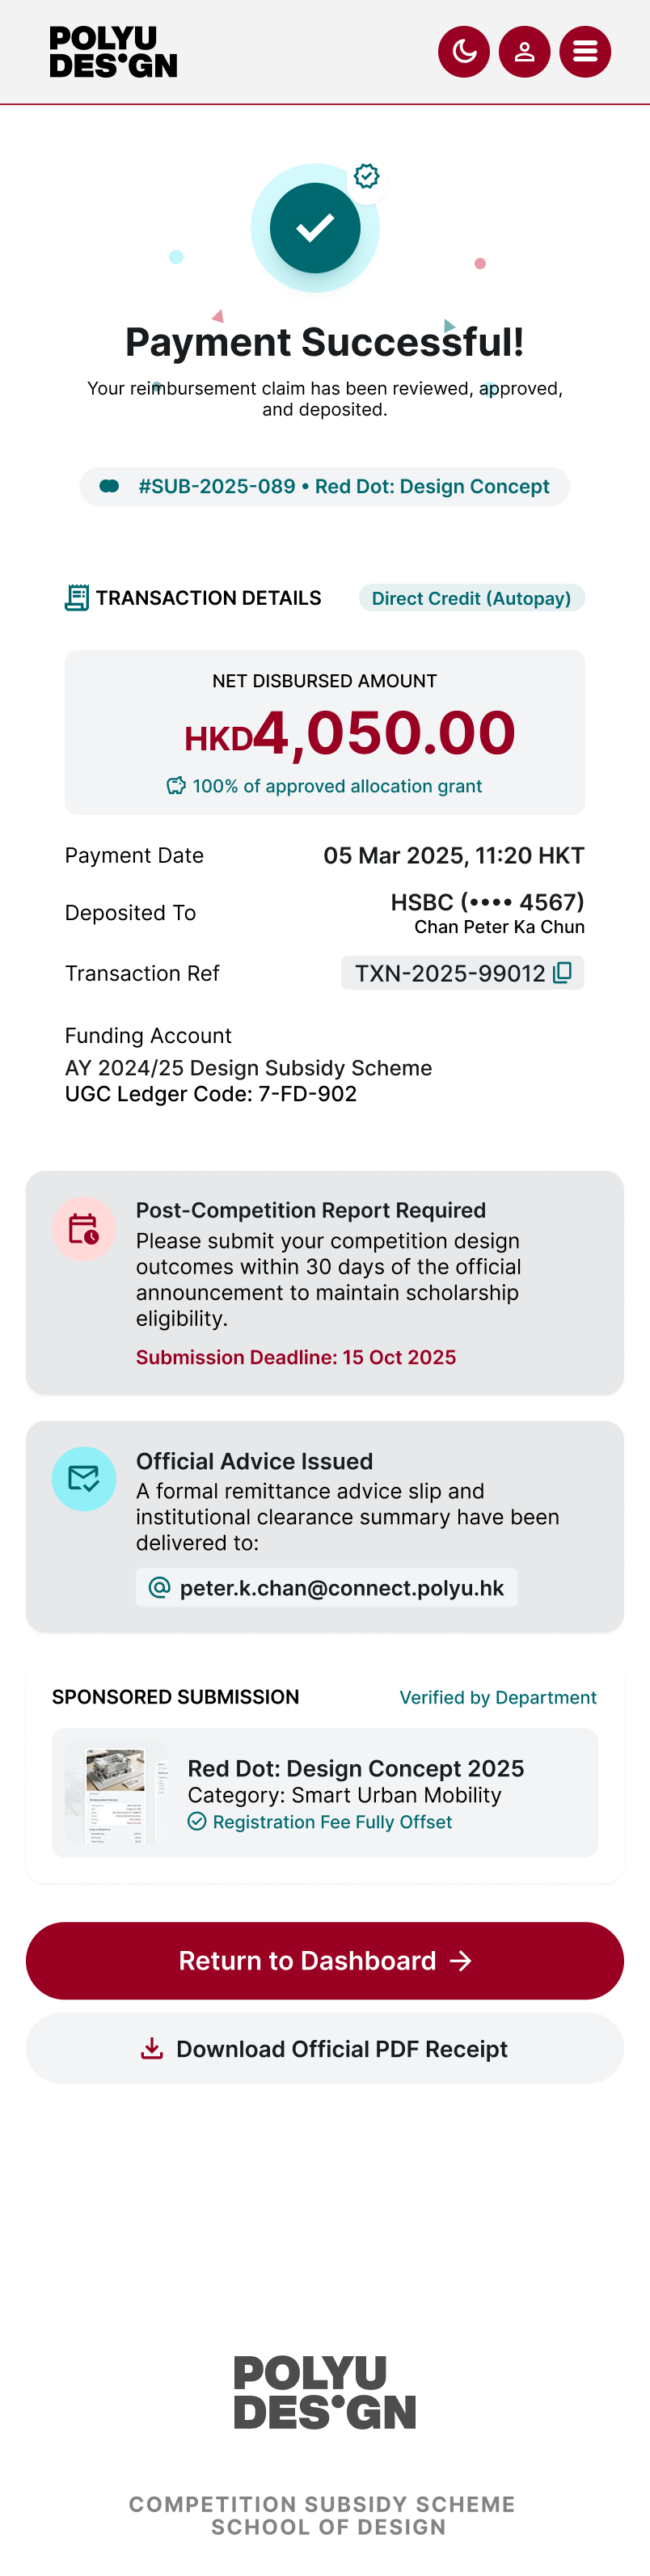 POLYU
DESIGN
Payment Successful!
Your reimbursement claim has been reviewed, approved,
and deposited.
#SUB-2025-089 • Red Dot: Design Concept
TRANSACTION DETAILS
Direct Credit (Autopay)
NET DISBURSED AMOUNT
HKD4,050.00
100% of approved allocation grant
Payment Date
05 Mar 2025, 11:20 HKT
Deposited To
HSBC (•••• 4567)
Chan Peter Ka Chun
Transaction Ref
TXN-2025-99012
Funding Account
AY 2024/25 Design Subsidy Scheme
UGC Ledger Code: 7-FD-902
Post-Competition Report Required
Please submit your competition design
outcomes within 30 days of the official
announcement to maintain scholarship
eligibility.
Submission Deadline: 15 Oct 2025
Official Advice Issued
A formal remittance advice slip and
institutional clearance summary have been
delivered to:
peter.k.chan@connect.polyu.hk
SPONSORED SUBMISSION
Verified by Department
Red Dot: Design Concept 2025
Category: Smart Urban Mobility
Registration Fee Fully Offset
Return to Dashboard
Download Official PDF Receipt
POLYU
DESIGN
COMPETITION SUBSIDY SCHEME
SCHOOL OF DESIGN